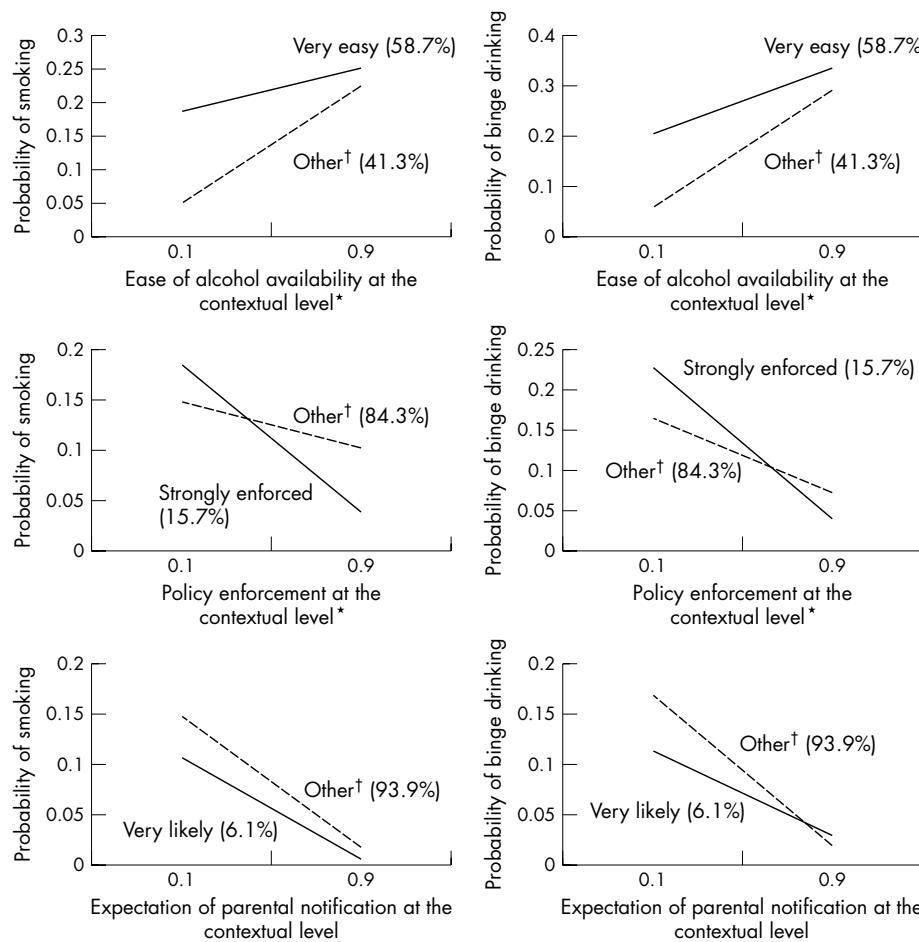 Probability of smoking
0.3
0.25
0.2
0.15
0.1
0.05
0
Very easy (58.7%)
Other† (41.3%)
0.1
0.9
Ease of alcohol availability at the
contextual level*
Probability of binge drinking
0.4
0.3
0.2
0.1
0
Very easy (58.7%
Other† (41.3%)
0.1
0.9
Ease of alcohol availability at the
contextual level*
Probability of smoking
0.2
0.15
0.1
0.05
0
Other† (84.3%)
Strongly enforced
(15.7%)
0.1
0.9
Policy enforcement at the
contextual level*
Probability of binge drinking
0.25
0.2
0.15
0.1
0.05
0
Strongly enforced (15.7%)
Other† (84.3%)
0.1
0.9
Policy enforcement at the
contextual level*
Probability of smoking
0.2
0.15
0.1
0.05
0
Other† (93.9%)
Very likely (6.1%)
0.1
0.9
Expectation of parental notification at the
contextual level
Probability of binge drinking
0.2
0.15
0.1
0.05
0
Other† (93.9%)
Very likely (6.1%)
0.1
0.9
Expectation of parental notification at the
contextual level